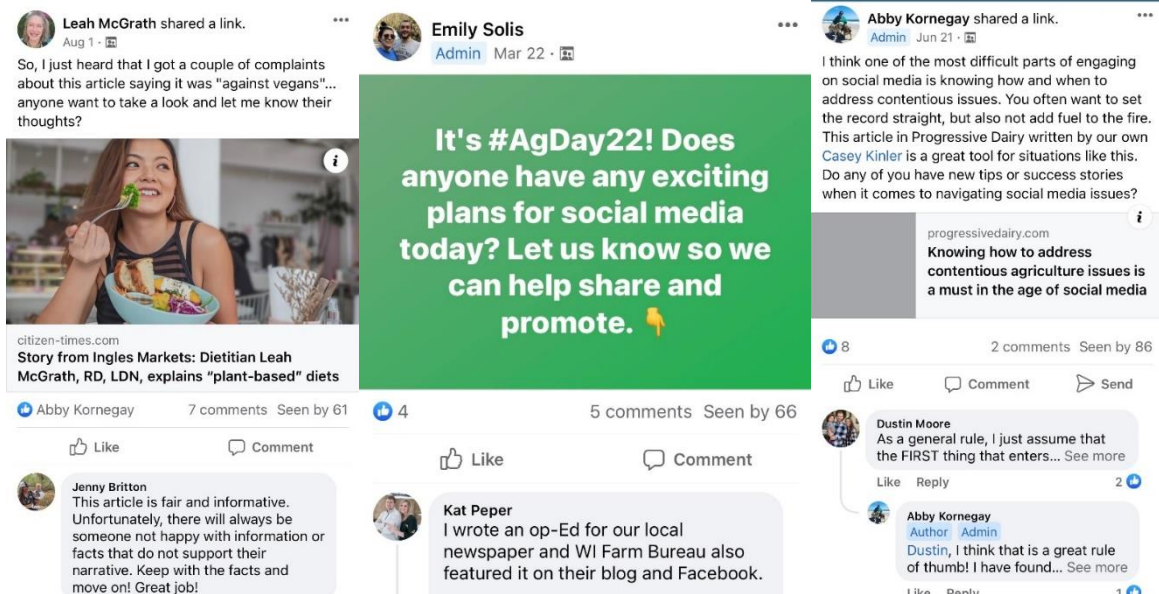 Leah McGrath shared a link.
Aug 1 ·
So, I just heard that I got a couple of complaints
about this article saying it was "against vegans"...
anyone want to take a look and let me know their
thoughts?
citizen-times.com
Story from Ingles Markets: Dietitian Leah
McGrath, RD, LDN, explains "plant-based" diets
Abby Kornegay
7 comments Seen by 61
Like
Comment
Jenny Britton
This article is fair and informative.
Unfortunately, there will always be
someone not happy with information or
facts that do not support their
narrative. Keep with the facts and
move on! Great job!
Emily Solis
Admin Mar 22 ·
It's #AgDay22! Does
anyone have any exciting
plans for social media
today? Let us know so we
can help share and
promote. 👇
4
5 comments Seen by 66
Like
Comment
Kat Peper
I wrote an op-Ed for our local
newspaper and WI Farm Bureau also
featured it on their blog and Facebook.
Abby Kornegay shared a link.
Admin Jun 21 ·
I think one of the most difficult parts of engaging
on social media is knowing how and when to
address contentious issues. You often want to set
the record straight, but also not add fuel to the fire.
This article in Progressive Dairy written by our own
Casey Kinler is a great tool for situations like this.
Do any of you have new tips or success stories
when it comes to navigating social media issues?
progressivedairy.com
Knowing how to address
contentious agriculture issues is
a must in the age of social media
8
2 comments Seen by 86
Like
Comment
Send
Dustin Moore
As a general rule, I just assume that
the FIRST thing that enters... See more
Like Reply
2
Abby Kornegay
Author Admin
Dustin, I think that is a great rule
of thumb! I have found... See more
Like Reply
1